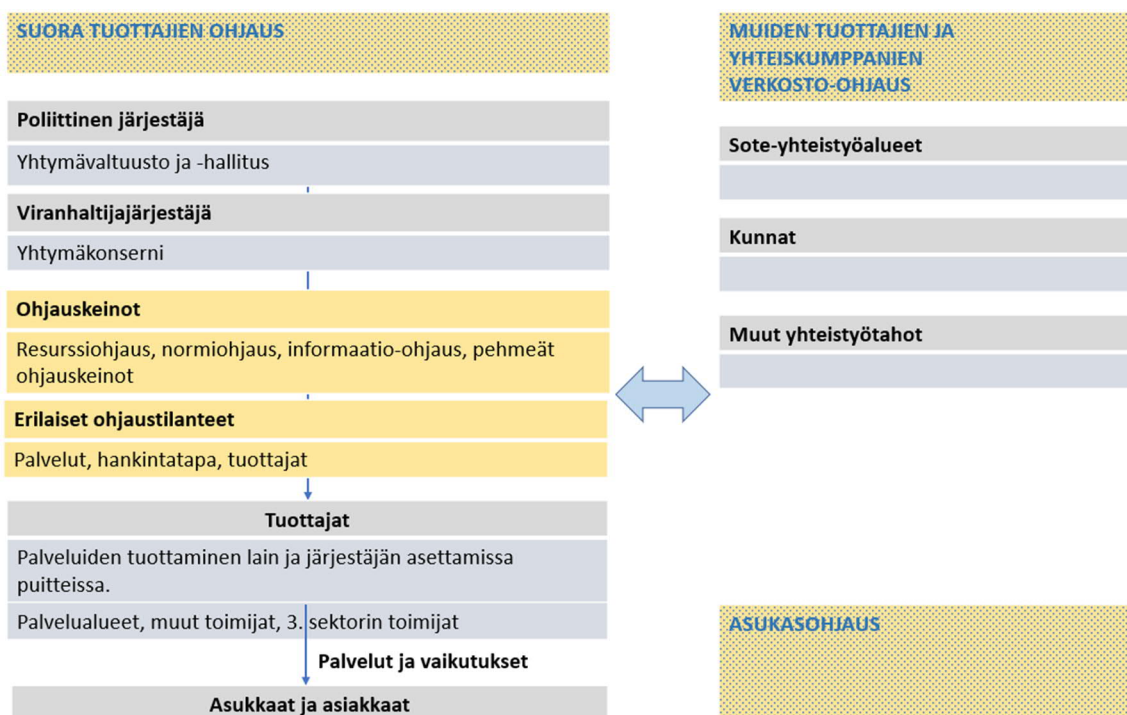 SUORA TUOTTAJIEN OHJAUS
Poliittinen järjestäjä
Yhtymävaltuusto ja -hallitus
Viranhaltijajärjestäjä
Yhtymäkonserni
Ohjauskeinot
Resurssiohjaus, normiohjaus, informaatio-ohjaus, pehmeät
ohjauskeinot
Erilaiset ohjaustilanteet
Palvelut, hankintatapa, tuottajat
Tuottajat
Palveluiden tuottaminen lain ja järjestäjän asettamissa
puitteissa.
Palvelualueet, muut toimijat, 3. sektorin toimijat
Palvelut ja vaikutukset
Asukkaat ja asiakkaat
MUIDEN TUOTTAJIEN JA
YHTEISKUMPPANIEN
VERKOSTO-OHJAUS
Sote-yhteistyöalueet
Kunnat
Muut yhteistyötahot
ASUKASOHJAUS